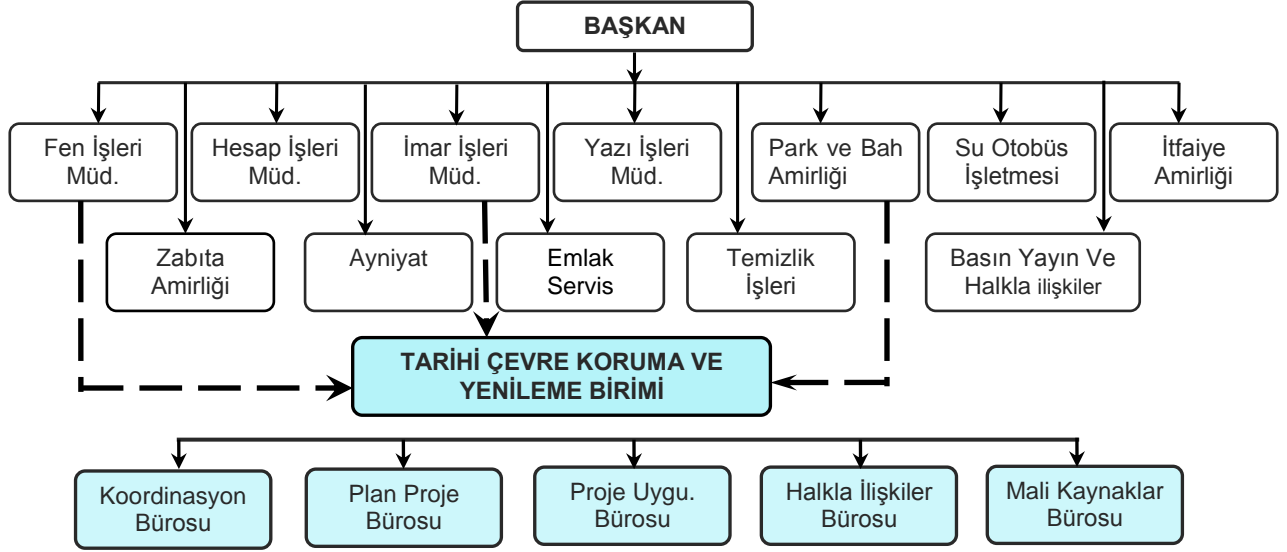 BAŞKAN
Fen İşleri
Müd.
Hesap İşleri
Müd.
İmar İşleri
Müd.
Yazı İşleri
Müd.
Park ve Bah
Amirliği
Su Otobüs
İşletmesi
İtfaiye
Amirliği
Zabıta
Amirliği
Ayniyat
Emlak
Servis
Temizlik
İşleri
Basın Yayın Ve
Halkla ilişkiler
TARİHİ ÇEVRE KORUMA VE
YENİLEME BİRİMİ
Koordinasyon
Bürosu
Plan Proje
Bürosu
Proje Uygu.
Bürosu
Halkla İlişkiler
Bürosu
Mali Kaynaklar
Bürosu